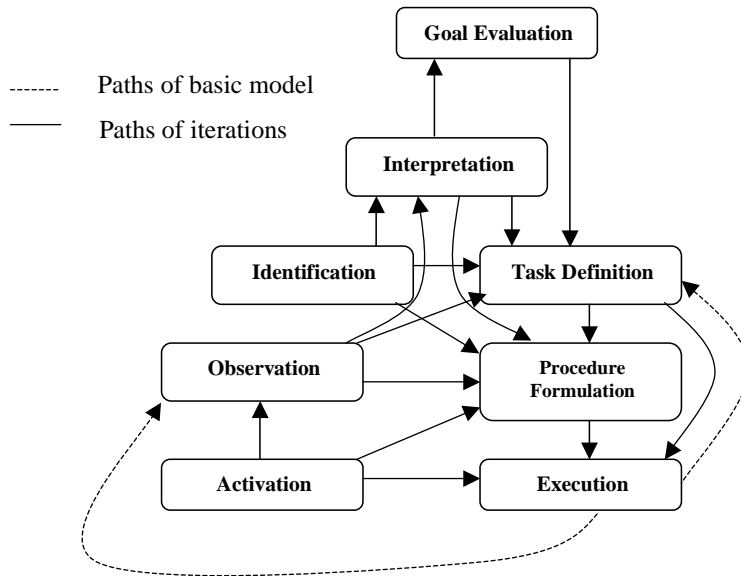 Goal Evaluation
Paths of basic model
Paths of iterations
Interpretation
Identification
Task Definition
Observation
Procedure
Formulation
Activation
Execution